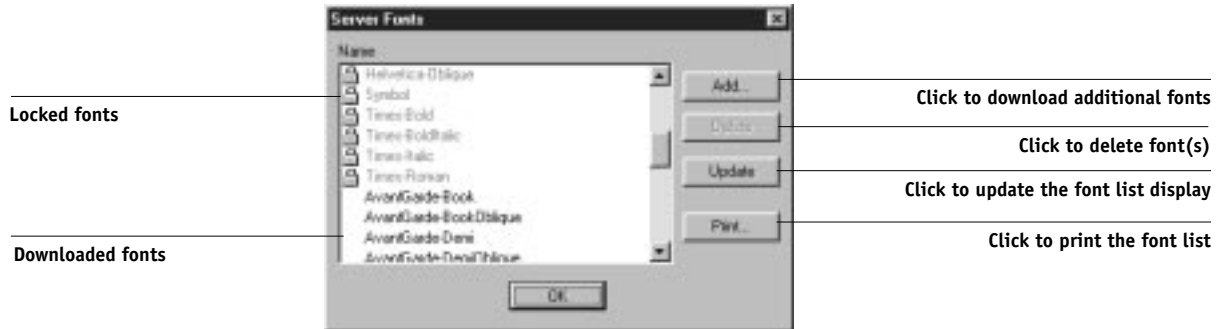 Server Fonts
Name
Helvetica-Oblique
Symbol
Times-Bold
Times-BoldItalic
Times-Italic
Times-Roman
AvantGarde-Book
AvantGarde-BookOblique
AvantGarde-Demi
AvantGarde-DemiOblique
Add...
Delete
Update
Print...
OK
Locked fonts
Downloaded fonts
Click to download additional fonts
Click to delete font(s)
Click to update the font list display
Click to print the font list